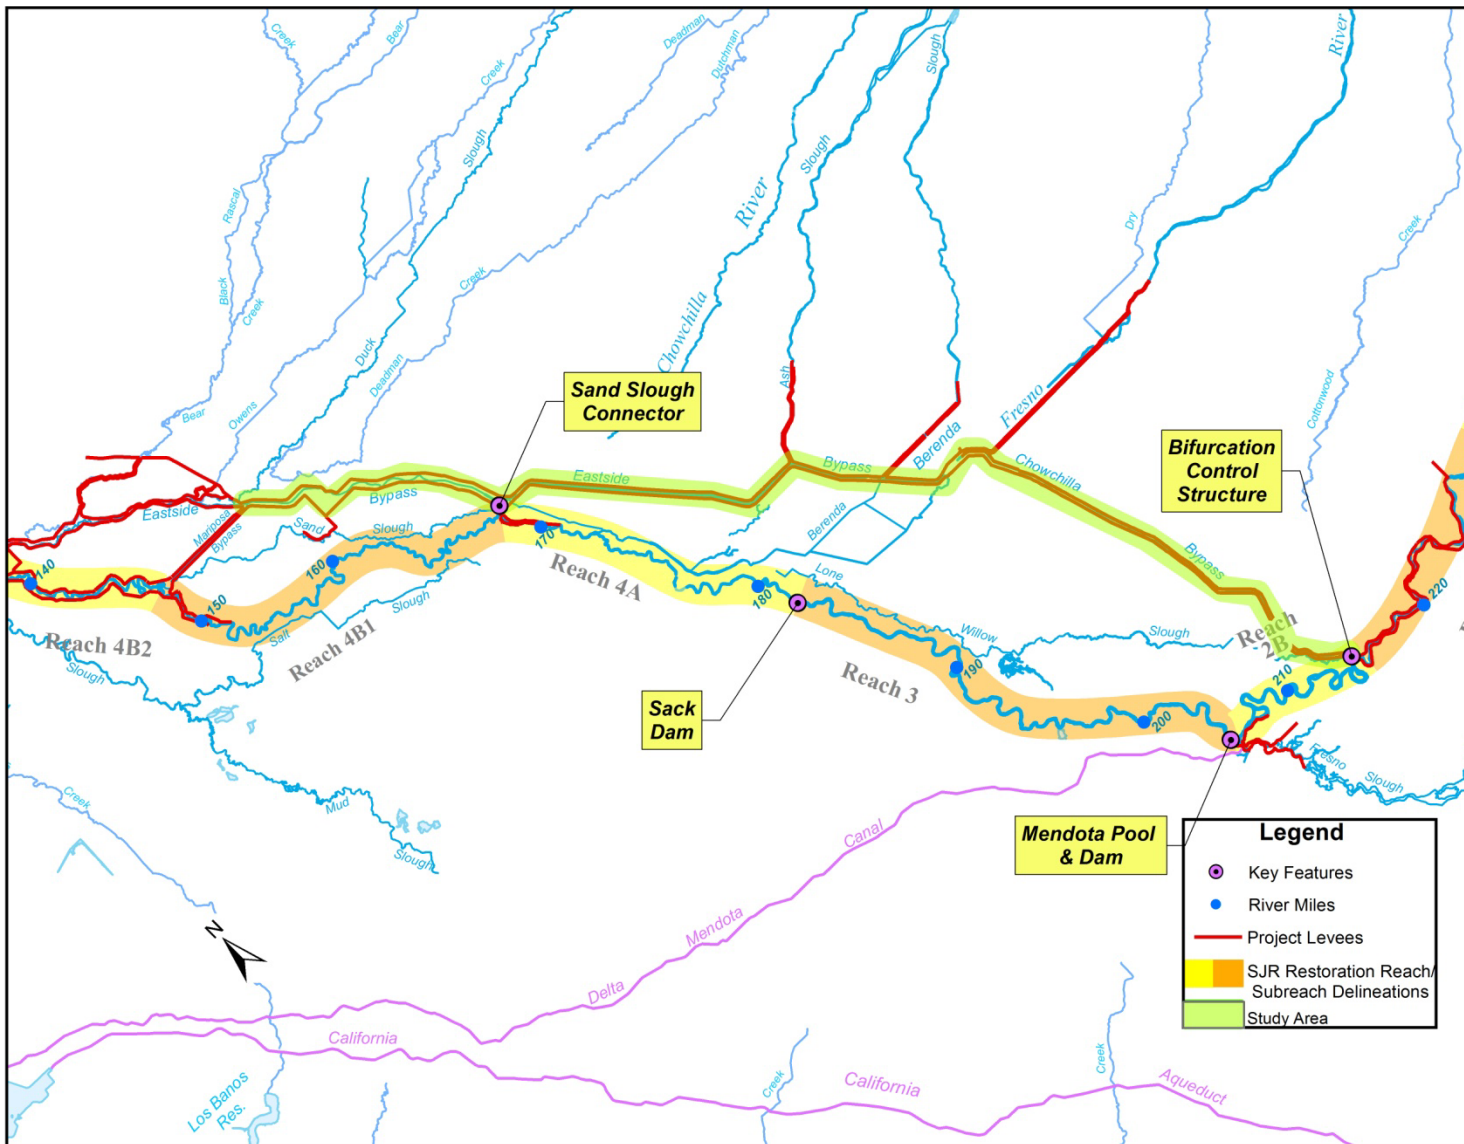 Creek
Bear
Creek
Slough
Deadman
Dutchman
Slough
River
Rascal
Black
Creek
River
Slough
Dry
Creek
Creek
Chowchilla
Duck
Deadman
Owens
Bear
Ash
Fresno
Cottonwood
Berenda
Sand Slough
Connector
Bifurcation
Control
Structure
Eastside
Bypass
Chowchilla
Bypass
Eastside
Bypass
Mariposa
Bypass
Sand
Slough
Berenda
Lone
Willow
Slough
140
150
160
170
180
190
200
210
220
Reach 4B2
Reach 4B1
Reach 4A
Reach 3
Reach
2B
Salt
Slough
Slough
Mud
Slough
Fresno
Slough
Sack
Dam
Mendota Pool
& Dam
Creek
N
Delta
Mendota
Canal
California
California
Aqueduct
Los Banos
Res.
Creek
Creek
Legend
Key Features
River Miles
Project Levees
SJR Restoration Reach/
Subreach Delineations
Study Area